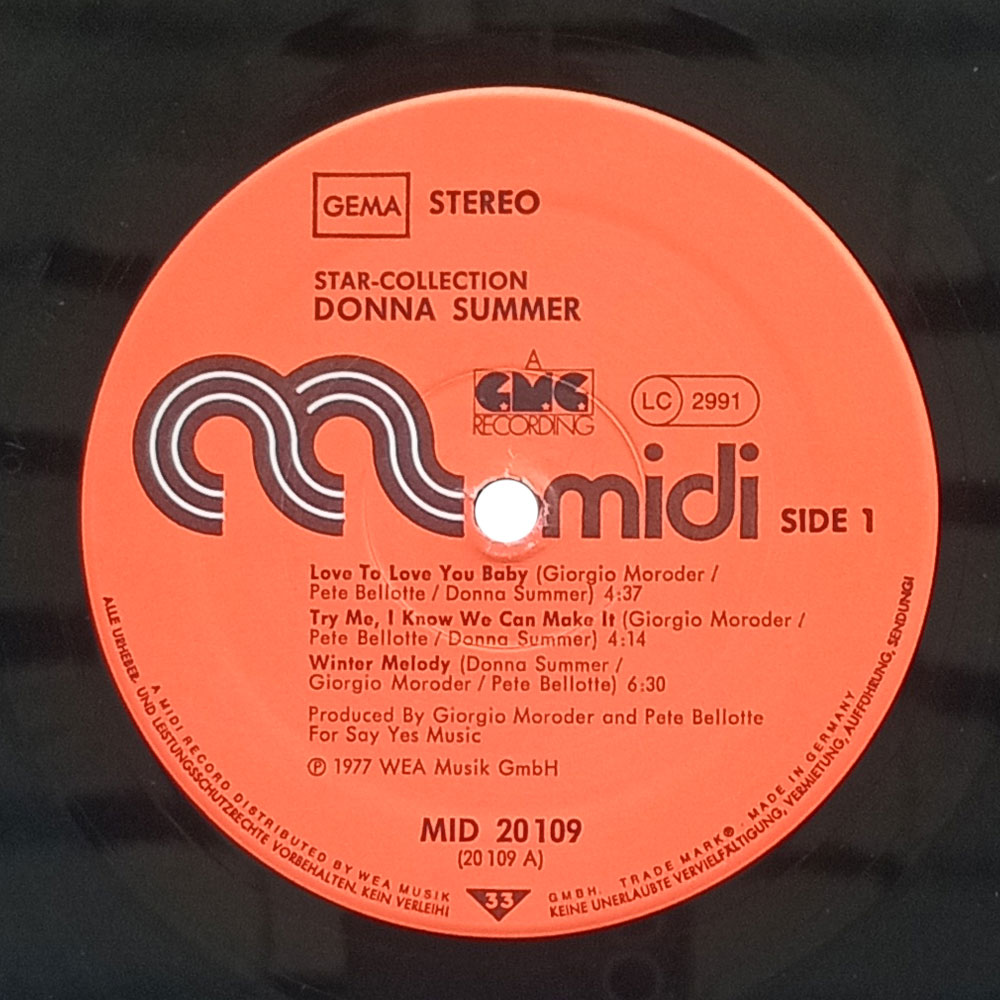 GEMA STEREO
STAR-COLLECTION
DONNA SUMMER
A
G.M.G
RECORDING
LC 2991
midi SIDE 1
Love To Love You Baby (Giorgio Moroder /
Pete Bellotte / Donna Summer) 4:37
Try Me, I Know We Can Make It (Giorgio Moroder /
Pete Bellotte / Donna Summer) 4:14
Winter Melody (Donna Summer /
Giorgio Moroder / Pete Bellotte) 6:30
Produced By Giorgio Moroder and Pete Bellotte
For Say Yes Music
℗ 1977 WEA Musik GmbH
MID 20 109
(20 109 A)
33
A MIDI RECORD DISTRIBUTED BY WEA MUSIK GMBH. TRADE MARK® · MADE IN GERMANY
ALLE URHEBER. UND LEISTUNGSSCHUTZRECHTE VORBEHALTEN. KEIN VERLEIH! KEINE UNERLAUBTE VERVIELFÄLTIGUNG, VERMIETUNG, AUFFÜHRUNG, SENDUNG!